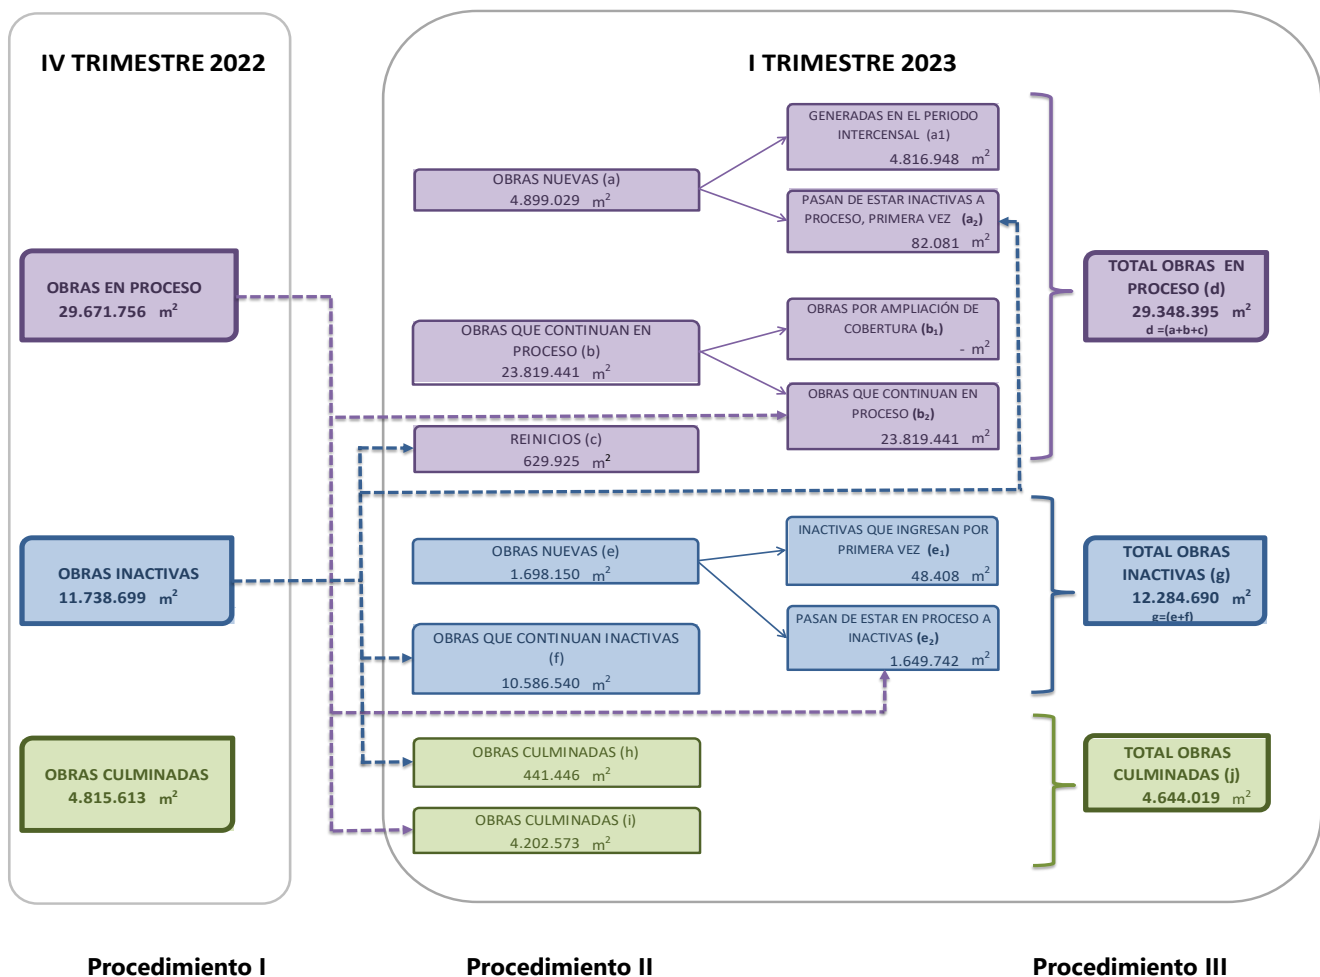 IV TRIMESTRE 2022
OBRAS EN PROCESO
29.671.756 m²
OBRAS INACTIVAS
11.738.699 m²
OBRAS CULMINADAS
4.815.613 m²
I TRIMESTRE 2023
OBRAS NUEVAS (a)
4.899.029 m²
GENERADAS EN EL PERIODO
INTERCENSAL (a1)
4.816.948 m²
PASAN DE ESTAR INACTIVAS A
PROCESO, PRIMERA VEZ (a₂)
82.081 m²
OBRAS QUE CONTINUAN EN
PROCESO (b)
23.819.441 m²
OBRAS POR AMPLIACIÓN DE
COBERTURA (b₁)
- m²
OBRAS QUE CONTINUAN EN
PROCESO (b₂)
23.819.441 m²
REINICIOS (c)
629.925 m²
TOTAL OBRAS EN
PROCESO (d)
29.348.395 m²
d =(a+b+c)
OBRAS NUEVAS (e)
1.698.150 m²
INACTIVAS QUE INGRESAN POR
PRIMERA VEZ (e₁)
48.408 m²
PASAN DE ESTAR EN PROCESO A
INACTIVAS (e₂)
1.649.742 m²
OBRAS QUE CONTINUAN INACTIVAS
(f)
10.586.540 m²
TOTAL OBRAS
INACTIVAS (g)
12.284.690 m²
g=(e+f)
OBRAS CULMINADAS (h)
441.446 m²
OBRAS CULMINADAS (i)
4.202.573 m²
TOTAL OBRAS
CULMINADAS (j)
4.644.019 m²
Procedimiento I
Procedimiento II
Procedimiento III